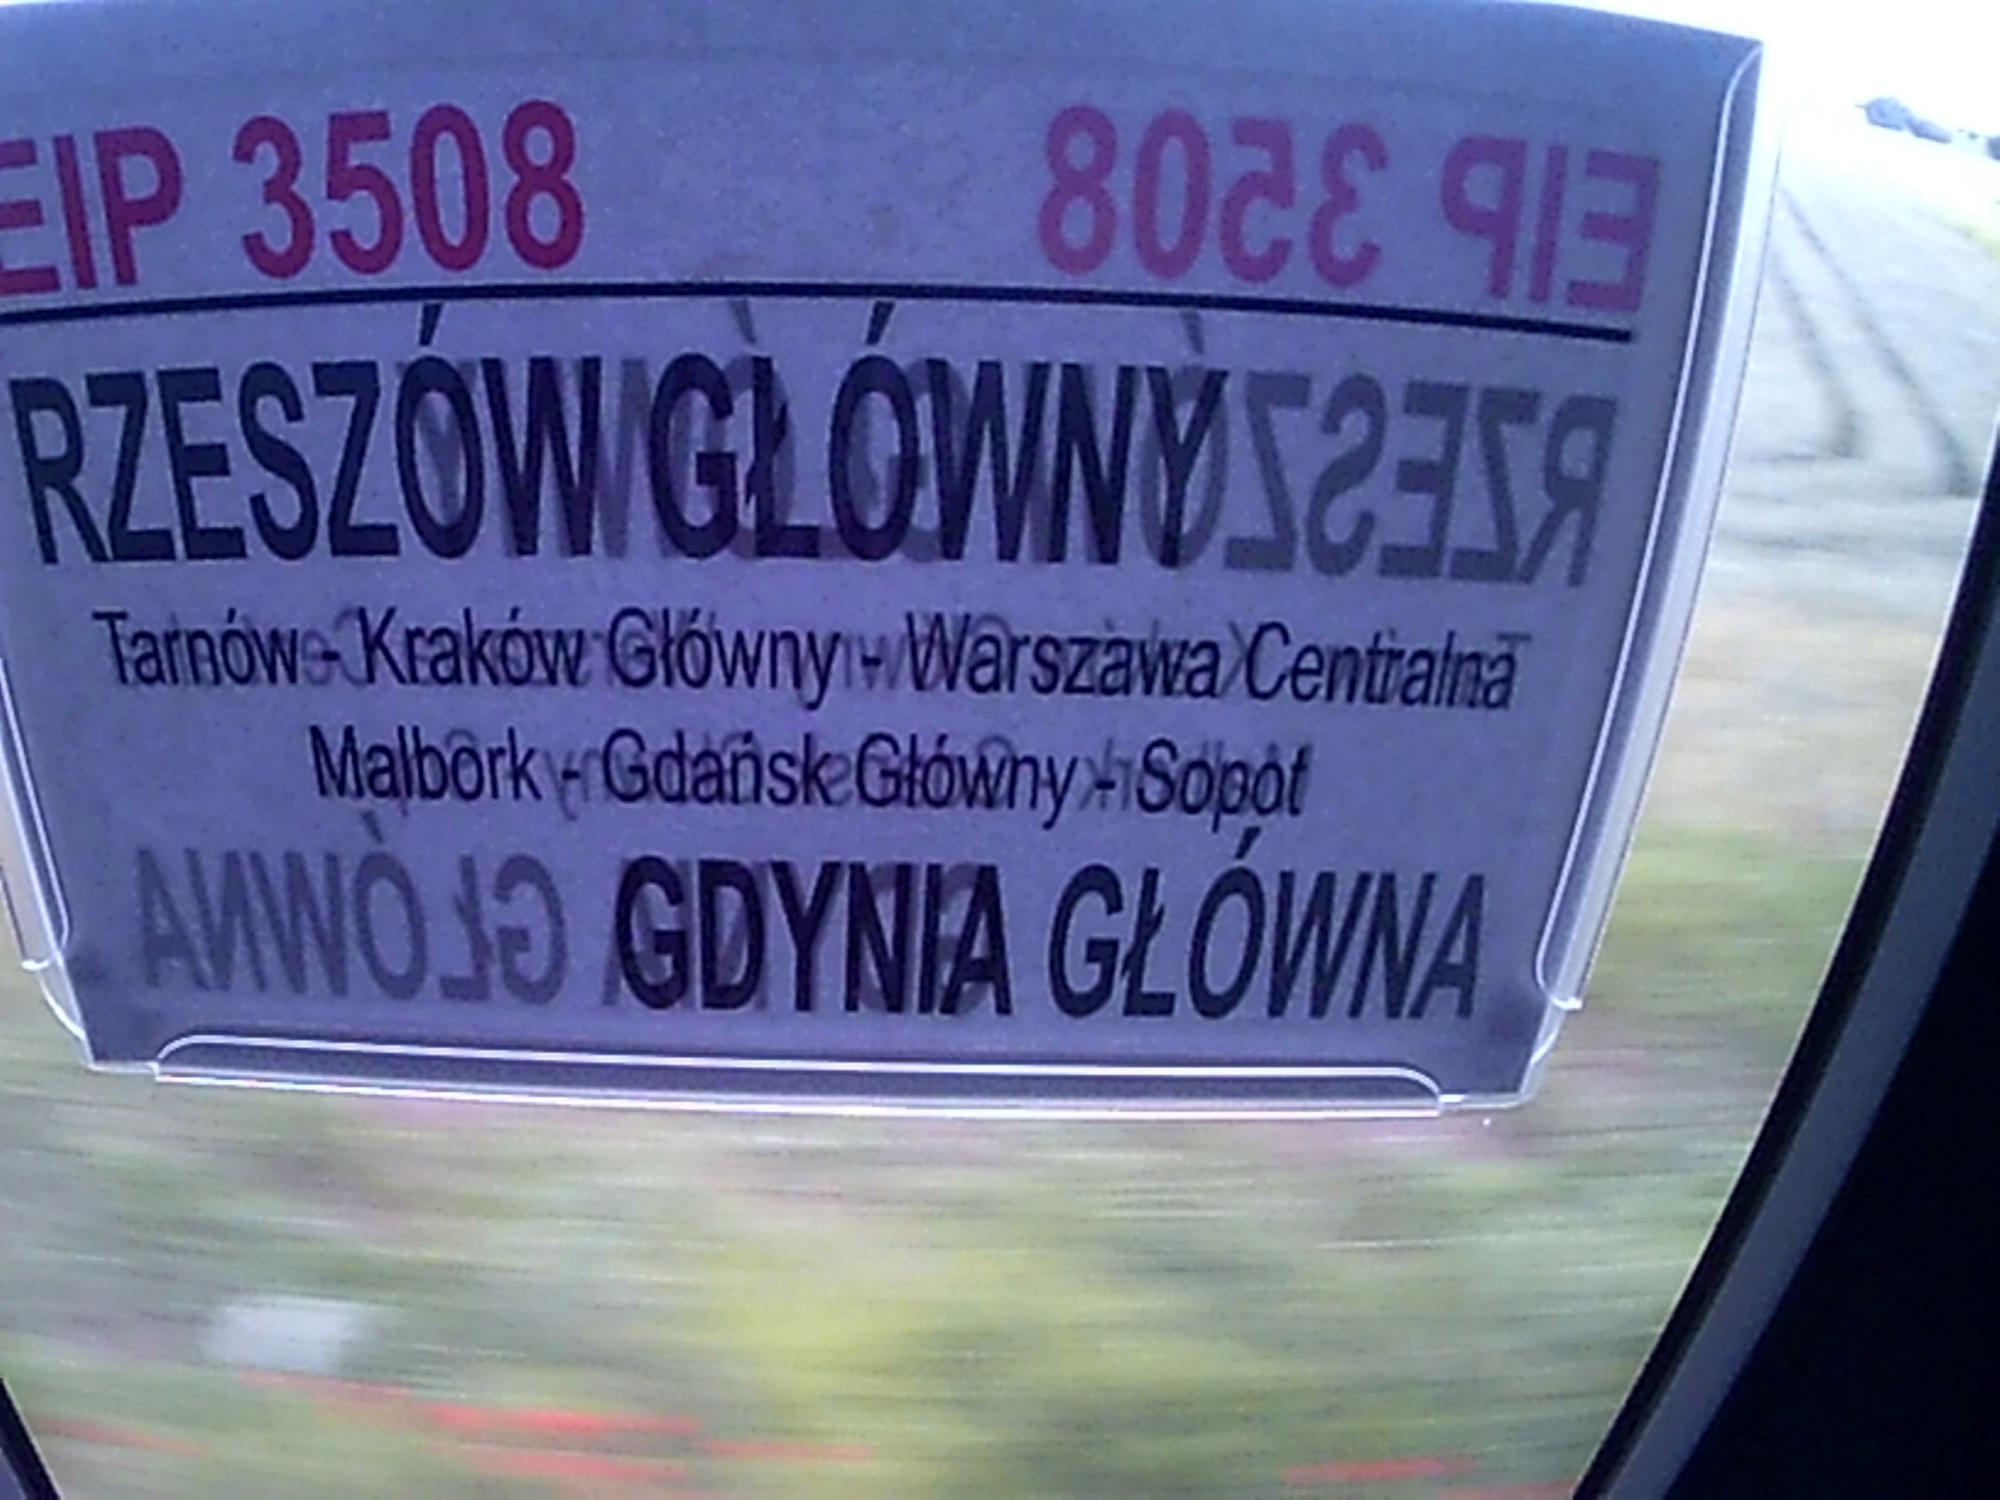 EIP 3508
RZESZÓW GŁÓWNY
Tarnów - Kraków Główny - Warszawa Centralna
Malbork - Gdańsk Główny - Sopot
GDYNIA GŁÓWNA